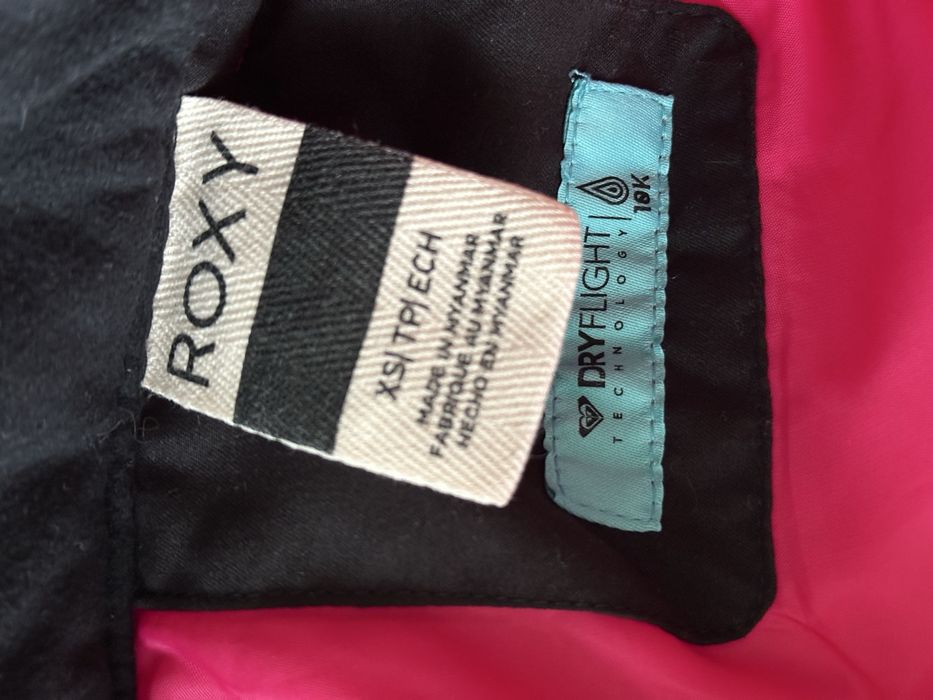 ROXY
XS|TP|ECH
MADE IN MYANMAR
FABRIQUE AU MYANMAR
HECHO EN MYANMAR
DRYFLIGHT
TECHNOLOGY
10K